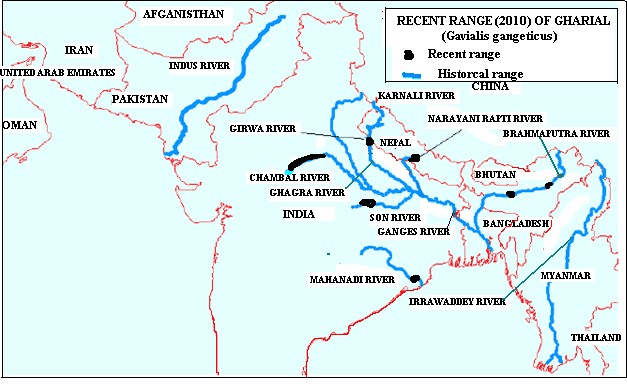 RECENT RANGE (2010) OF GHARIAL
(Gavialis gangeticus)
Recent range
Historcal range
AFGANISTHAN
IRAN
INDUS RIVER
UNITED ARAB EMIRATES
CHINA
PAKISTAN
KARNALI RIVER
OMAN
GIRWA RIVER
NARAYANI RAPTI RIVER
NEPAL
BRAHMAPUTRA RIVER
CHAMBAL RIVER
BHUTAN
GHAGRA RIVER
INDIA
SON RIVER
BANGLADESH
GANGES RIVER
MAHANADI RIVER
MYANMAR
IRRAWADDEY RIVER
THAILAND